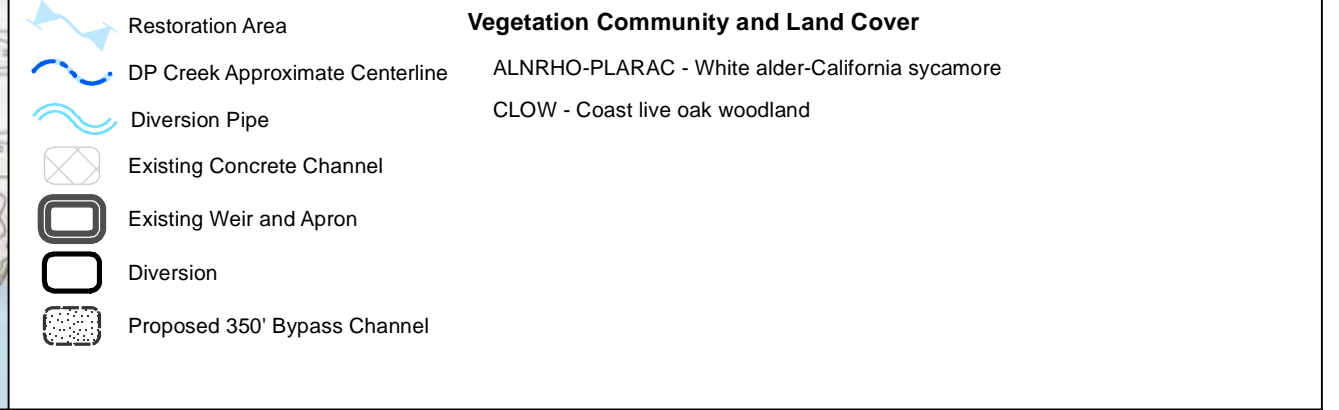 Restoration Area
DP Creek Approximate Centerline
Diversion Pipe
Existing Concrete Channel
Existing Weir and Apron
Diversion
Proposed 350' Bypass Channel
Vegetation Community and Land Cover
ALNRHO-PLARAC - White alder-California sycamore
CLOW - Coast live oak woodland